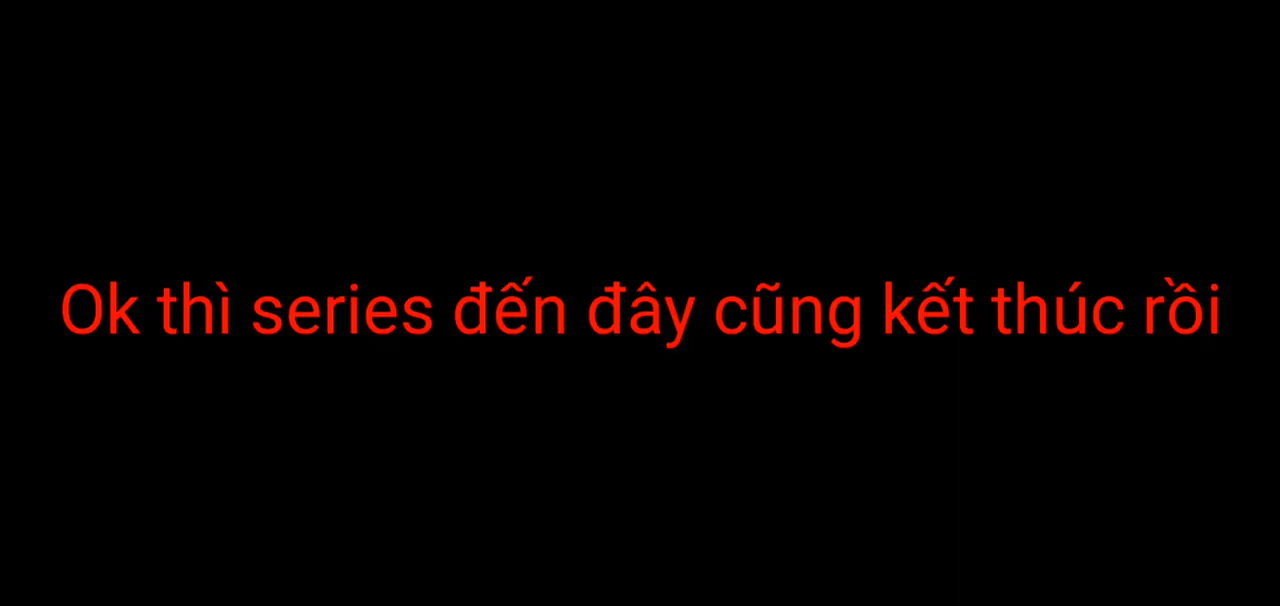 Ok thì series đến đây cũng kết thúc rồi